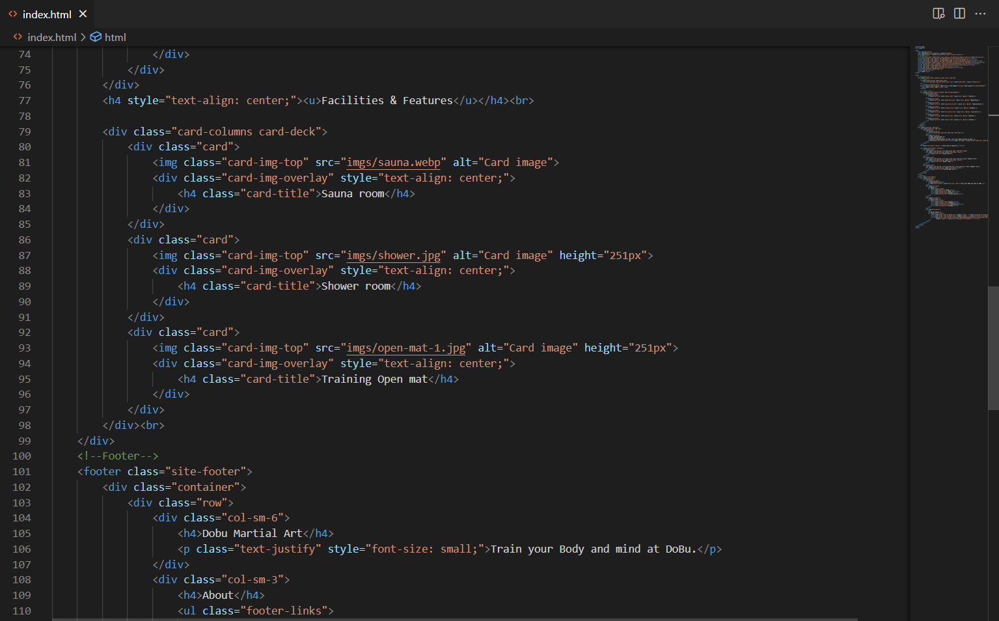 index.html
index.html > html
74 </div>
75 </div>
76 </div>
77 <h4 style="text-align: center;"><u>Facilities & Features</u></h4><br>
78
79 <div class="card-columns card-deck">
80 <div class="card">
81 <img class="card-img-top" src="imgs/sauna.webp" alt="Card image">
82 <div class="card-img-overlay" style="text-align: center;">
83 <h4 class="card-title">Sauna room</h4>
84 </div>
85 </div>
86 <div class="card">
87 <img class="card-img-top" src="imgs/shower.jpg" alt="Card image" height="251px">
88 <div class="card-img-overlay" style="text-align: center;">
89 <h4 class="card-title">Shower room</h4>
90 </div>
91 </div>
92 <div class="card">
93 <img class="card-img-top" src="imgs/open-mat-1.jpg" alt="Card image" height="251px">
94 <div class="card-img-overlay" style="text-align: center;">
95 <h4 class="card-title">Training Open mat</h4>
96 </div>
97 </div>
98 </div><br>
99 </div>
100 <!--Footer-->
101 <footer class="site-footer">
102 <div class="container">
103 <div class="row">
104 <div class="col-sm-6">
105 <h4>Dobu Martial Art</h4>
106 <p class="text-justify" style="font-size: small;">Train your Body and mind at DoBu.</p>
107 </div>
108 <div class="col-sm-3">
109 <h4>About</h4>
110 <ul class="footer-links">